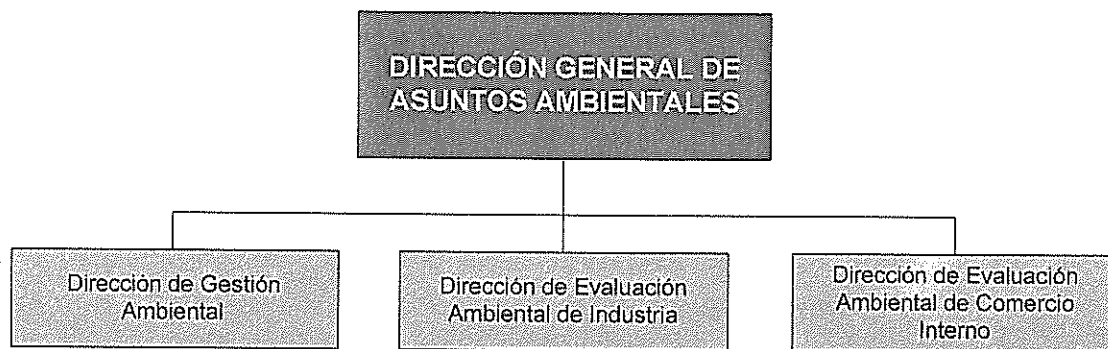 DIRECCIÓN GENERAL DE
ASUNTOS AMBIENTALES
Dirección de Gestión
Ambiental
Dirección de Evaluación
Ambiental de Industria
Dirección de Evaluación
Ambiental de Comercio
Interno